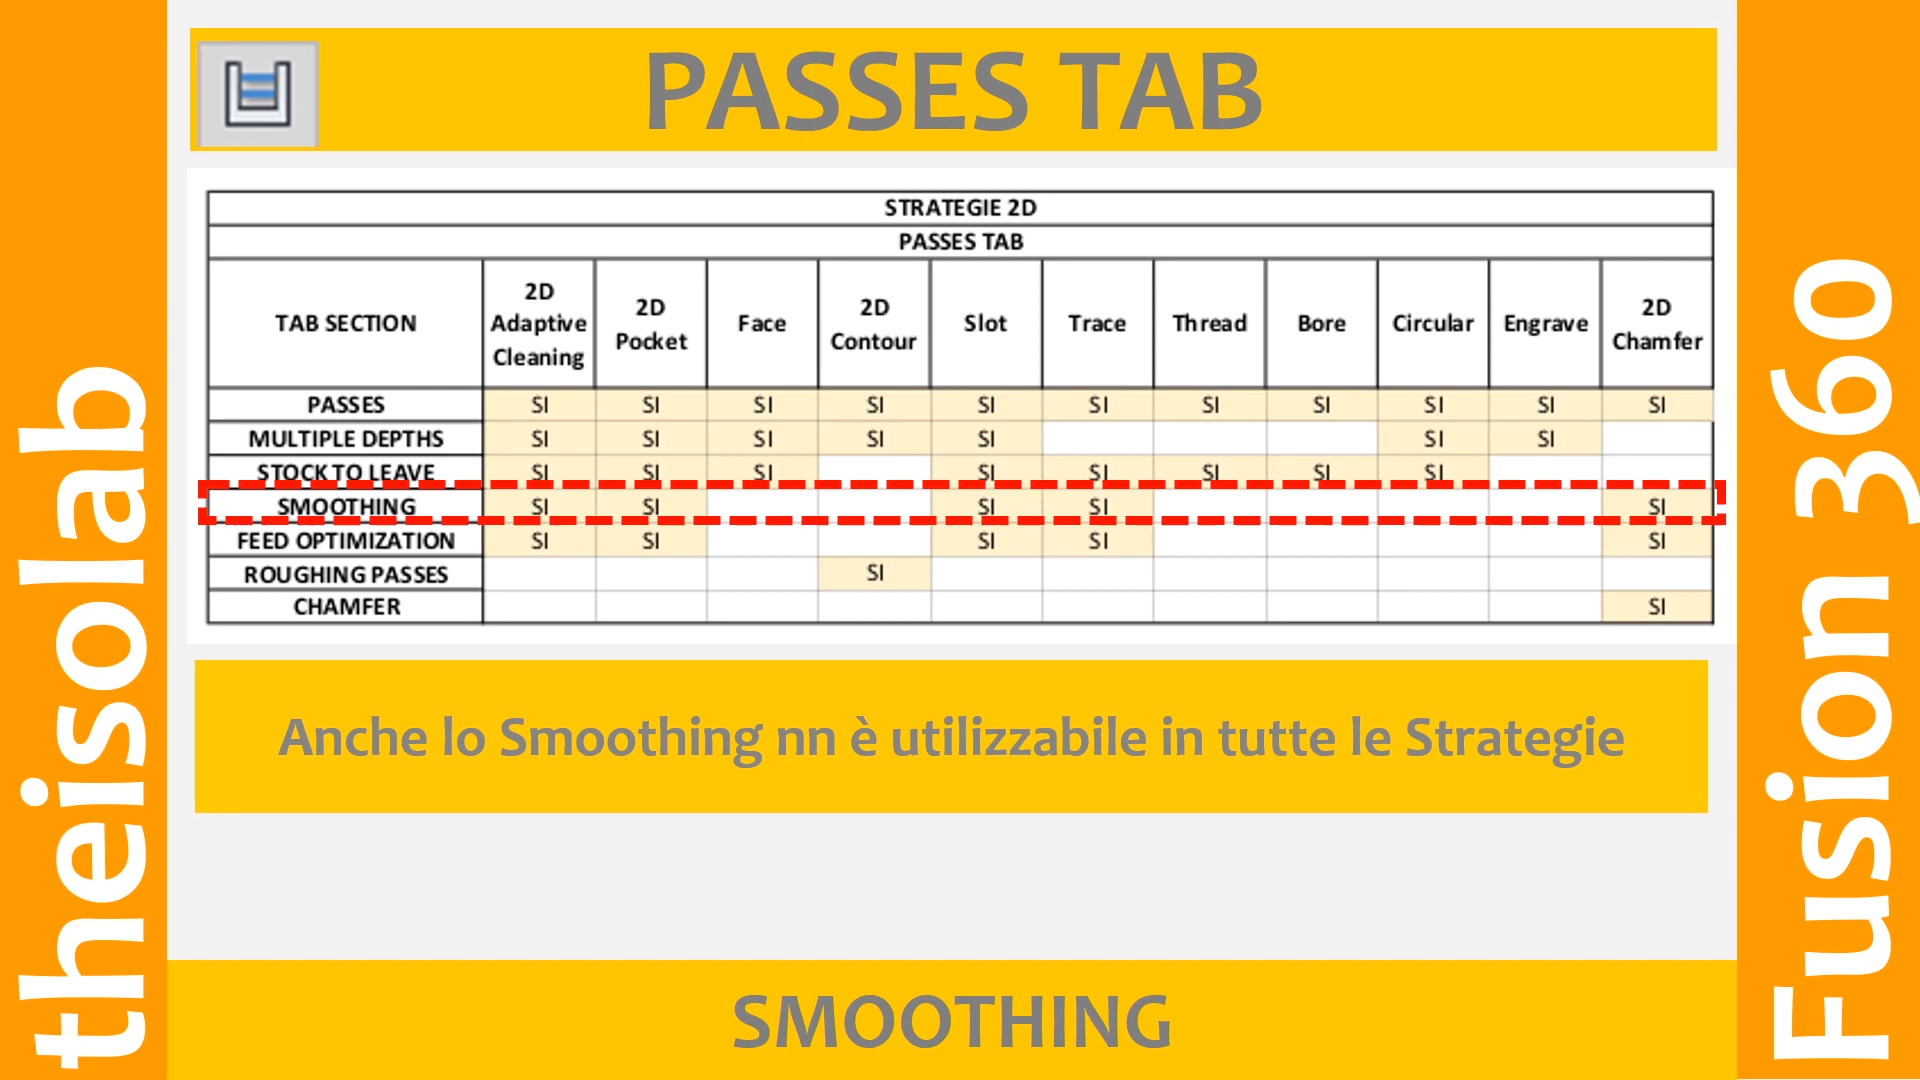 PASSES TAB
STRATEGIE 2D
PASSES TAB
TAB SECTION 2D Adaptive Cleaning 2D Pocket Face 2D Contour Slot Trace Thread Bore Circular Engrave 2D Chamfer
PASSES SI SI SI SI SI SI SI SI SI SI SI
MULTIPLE DEPTHS SI SI SI SI SI SI SI
STOCK TO LEAVE SI SI SI SI SI SI SI SI
SMOOTHING SI SI SI SI SI
FEED OPTIMIZATION SI SI SI SI SI
ROUGHING PASSES SI
CHAMFER SI
Anche lo Smoothing nn è utilizzabile in tutte le Strategie
SMOOTHING
theisolab
Fusion 360